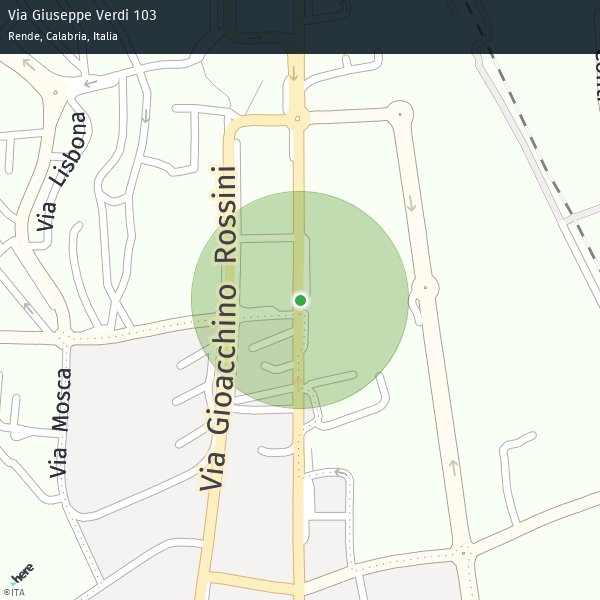 Via Giuseppe Verdi 103
Rende, Calabria, Italia
Via Lisbona
Via Gioacchino Rossini
Via Mosca
here
©ITA